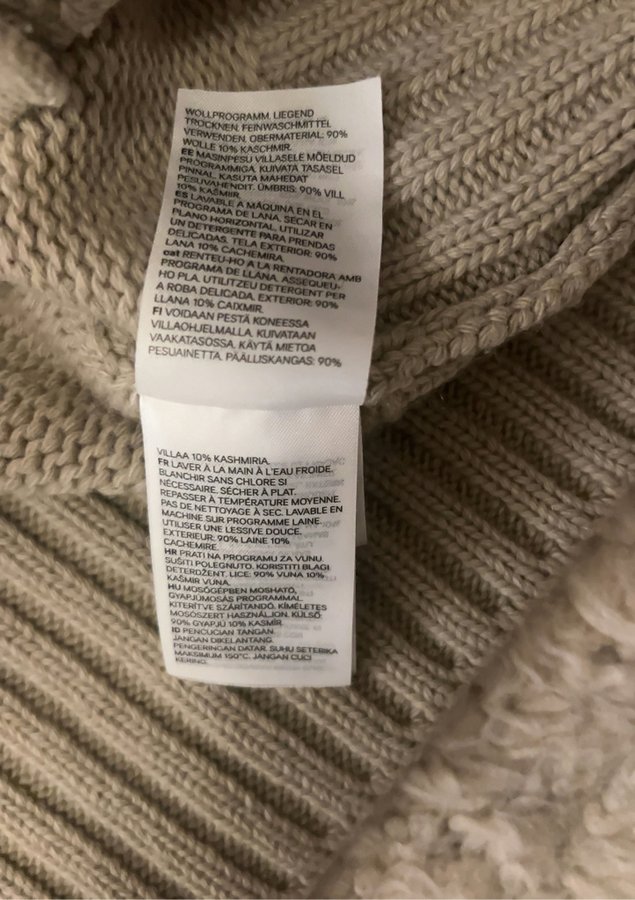 WOLLPROGRAMM. LIEGEND
TROCKNEN. FEINWASCHMITTEL
VERWENDEN. OBERMATERIAL: 90%
WOLLE 10% KASCHMIR.
EE MASINPESU VILLASELE MÕELDUD
PROGRAMMIGA. KUIVATA TASASEL
PINNAL. KASUTA MAHEDAT
PESUVAHENDIT. ÜMBRIS: 90% VILL
10% KAŠMIIR.
ES LAVABLE A MÁQUINA EN EL
PROGRAMA DE LANA, SECAR EN
PLANO HORIZONTAL. UTILIZAR
UN DETERGENTE PARA PRENDAS
DELICADAS. TELA EXTERIOR: 90%
LANA 10% CACHEMIRA.
cat RENTEU-HO A LA RENTADORA AMB
PROGRAMA DE LLANA. ASSEQUEU-
HO PLA. UTILITZEU DETERGENT PER
A ROBA DELICADA. EXTERIOR: 90%
LLANA 10% CAIXMIR.
FI VOIDAAN PESTÄ KONEESSA
VILLAOHJELMALLA. KUIVATAAN
VAAKATASOSSA. KÄYTÄ MIETOA
PESUAINETTA. PÄÄLLISKANGAS: 90%
VILLAA 10% KASHMIRIA.
FR LAVER À LA MAIN À L'EAU FROIDE.
BLANCHIR SANS CHLORE SI
NÉCESSAIRE. SÉCHER À PLAT.
REPASSER À TEMPÉRATURE MOYENNE.
PAS DE NETTOYAGE À SEC. LAVABLE EN
MACHINE SUR PROGRAMME LAINE.
UTILISER UNE LESSIVE DOUCE.
EXTERIEUR: 90% LAINE 10%
CACHEMIRE.
HR PRATI NA PROGRAMU ZA VUNU.
SUŠITI POLEGNUTO. KORISTITI BLAGI
DETERDŽENT. LICE: 90% VUNA 10%
KAŠMIR VUNA.
HU MOSÓGÉPBEN MOSHATÓ,
GYAPJÚMOSÁS PROGRAMMAL.
KITERÍTVE SZÁRÍTANDÓ. KÍMÉLETES
MOSÓSZERT HASZNÁLJON. KÜLSŐ:
90% GYAPJÚ 10% KASMÍR.
ID PENCUCIAN TANGAN.
JANGAN DIKELANTANG.
PENGERINGAN DATAR. SUHU SETERIKA
MAKSIMUM 150°C. JANGAN CUCI
KERING.